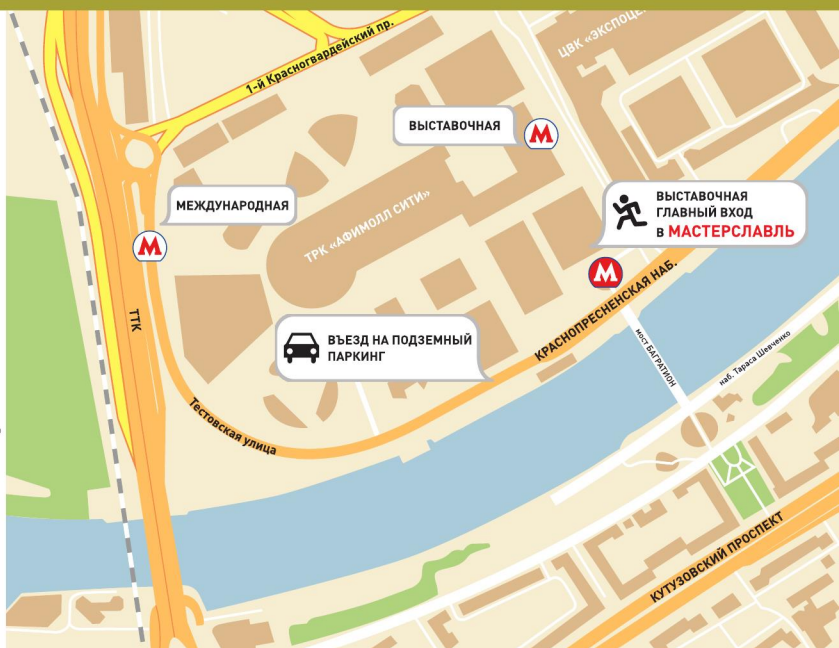 1-й Красногвардейский пр.
ЦВК «ЭКСПОЦЕ
ВЫСТАВОЧНАЯ
М
МЕЖДУНАРОДНАЯ
М
ТРК «АФИМОЛЛ СИТИ»
ВЫСТАВОЧНАЯ
ГЛАВНЫЙ ВХОД
в МАСТЕРСЛАВЛЬ
М
ТТК
ВЪЕЗД НА ПОДЗЕМНЫЙ
ПАРКИНГ
КРАСНОПРЕСНЕНСКАЯ НАБ.
мост БАГРАТИОН
наб. Тараса Шевченко
Тестовская улица
КУТУЗОВСКИЙ ПРОСПЕКТ